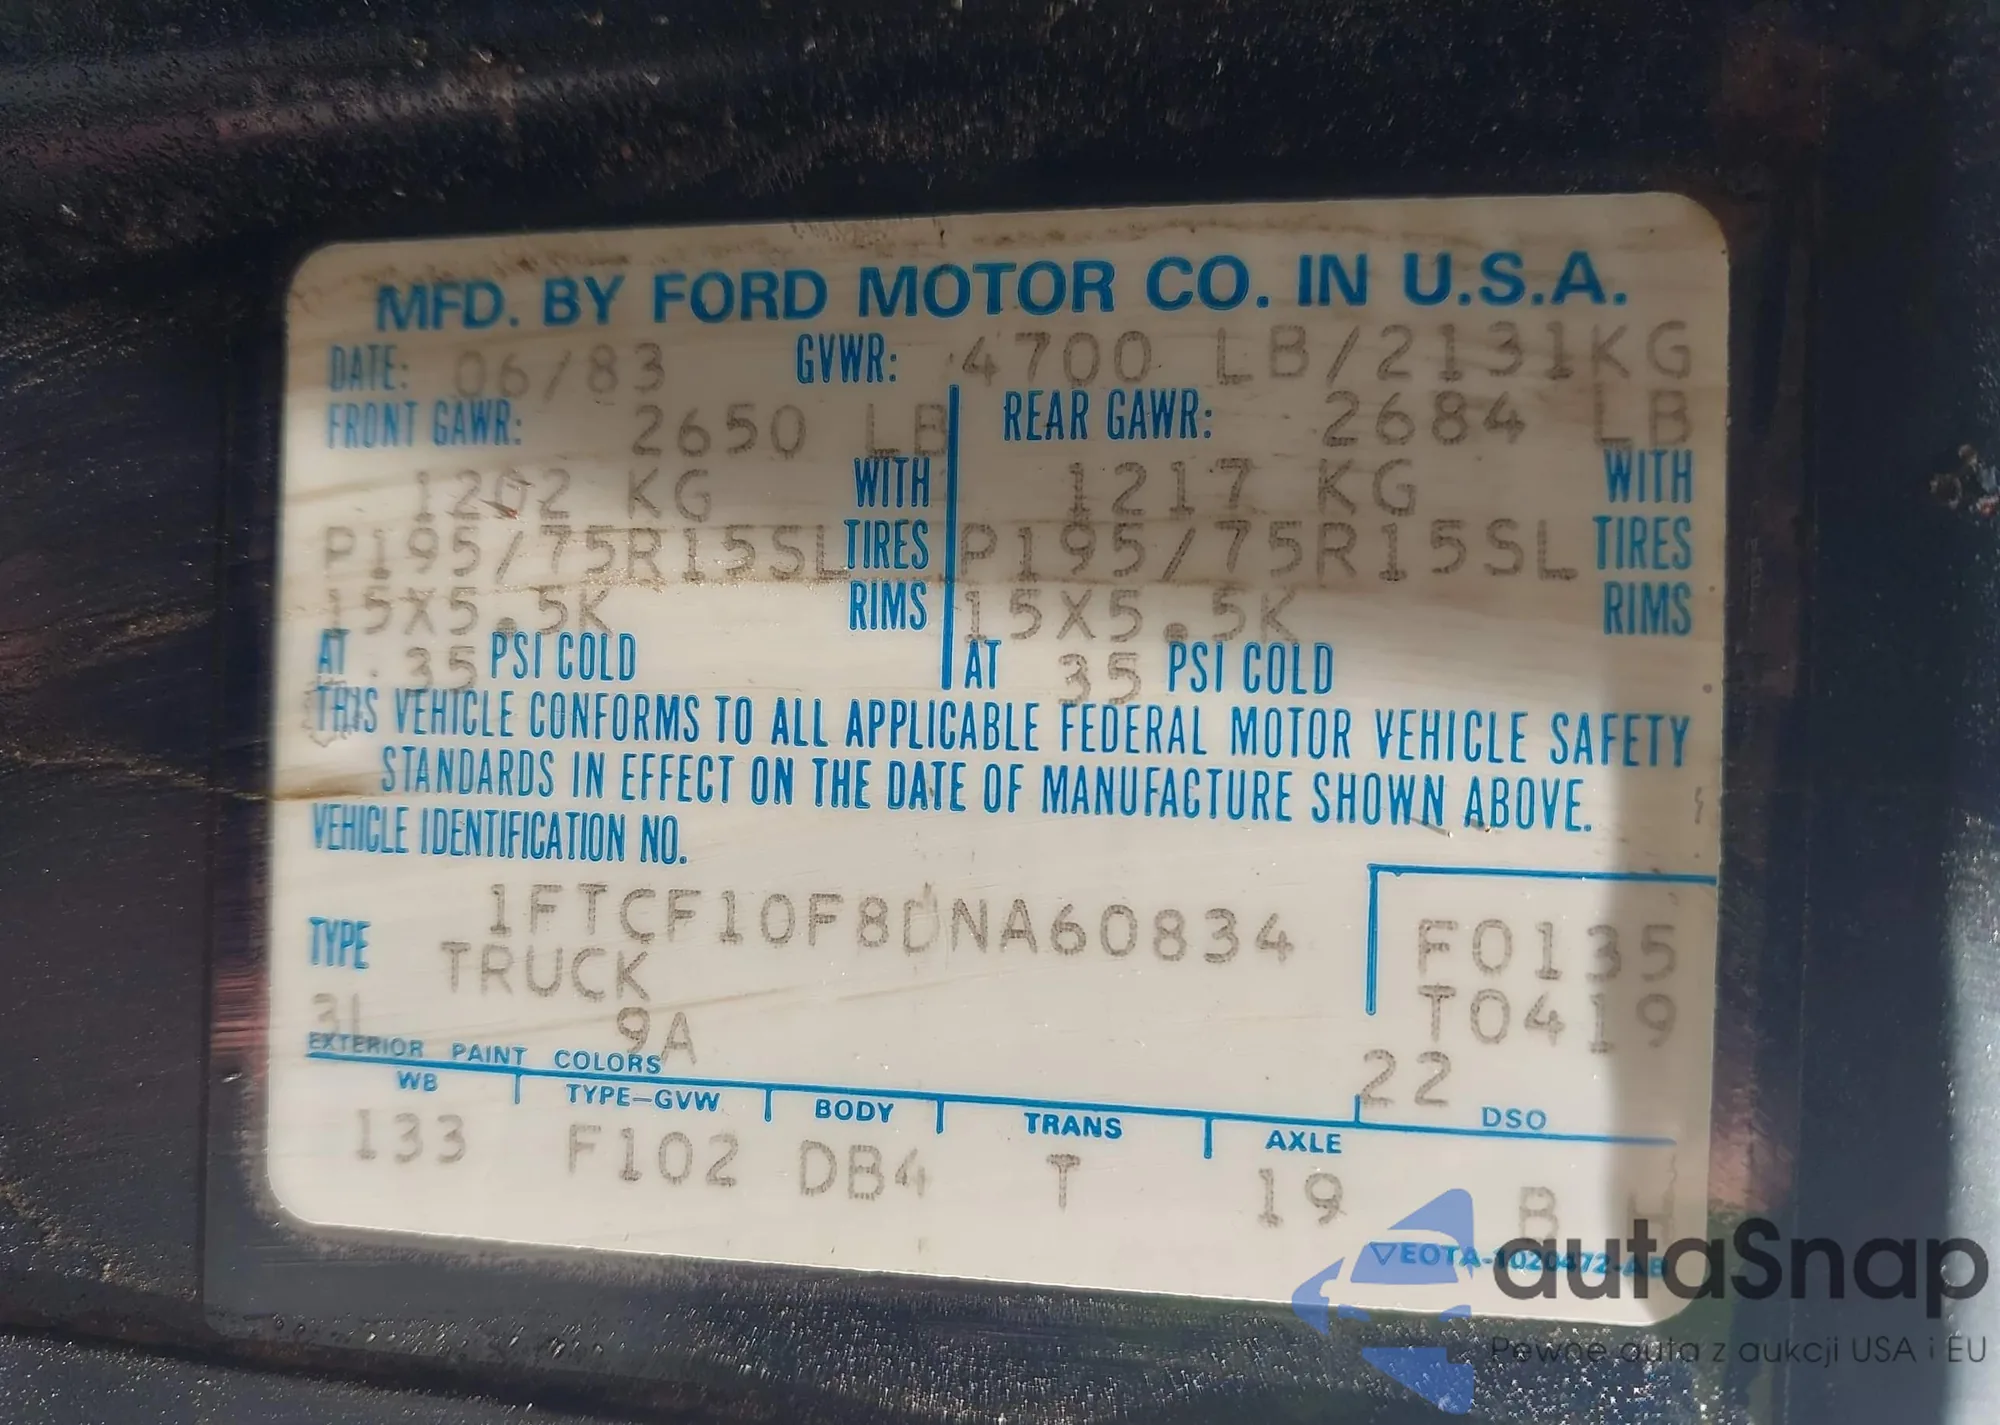 MFD. BY FORD MOTOR CO. IN U.S.A.
DATE: 06/83 GVWR: 4700 LB/2131KG
FRONT GAWR: 2650 LB REAR GAWR: 2684 LB
1202 KG WITH 1217 KG WITH
P195/75R15SL TIRES P195/75R15SL TIRES
15X5.5K RIMS 15X5.5K RIMS
AT 35 PSI COLD AT 35 PSI COLD
THIS VEHICLE CONFORMS TO ALL APPLICABLE FEDERAL MOTOR VEHICLE SAFETY
STANDARDS IN EFFECT ON THE DATE OF MANUFACTURE SHOWN ABOVE.
VEHICLE IDENTIFICATION NO.
1FTCF10F8DNA60834 F0135
TYPE TRUCK T0419
9A 22
EXTERIOR PAINT COLORS DSO
WB TYPE-GVW BODY TRANS AXLE
133 F102 DB4 T 19 B H
▽EOTA-1020472-AB
autaSnap
Pewne auta z aukcji USA i EU